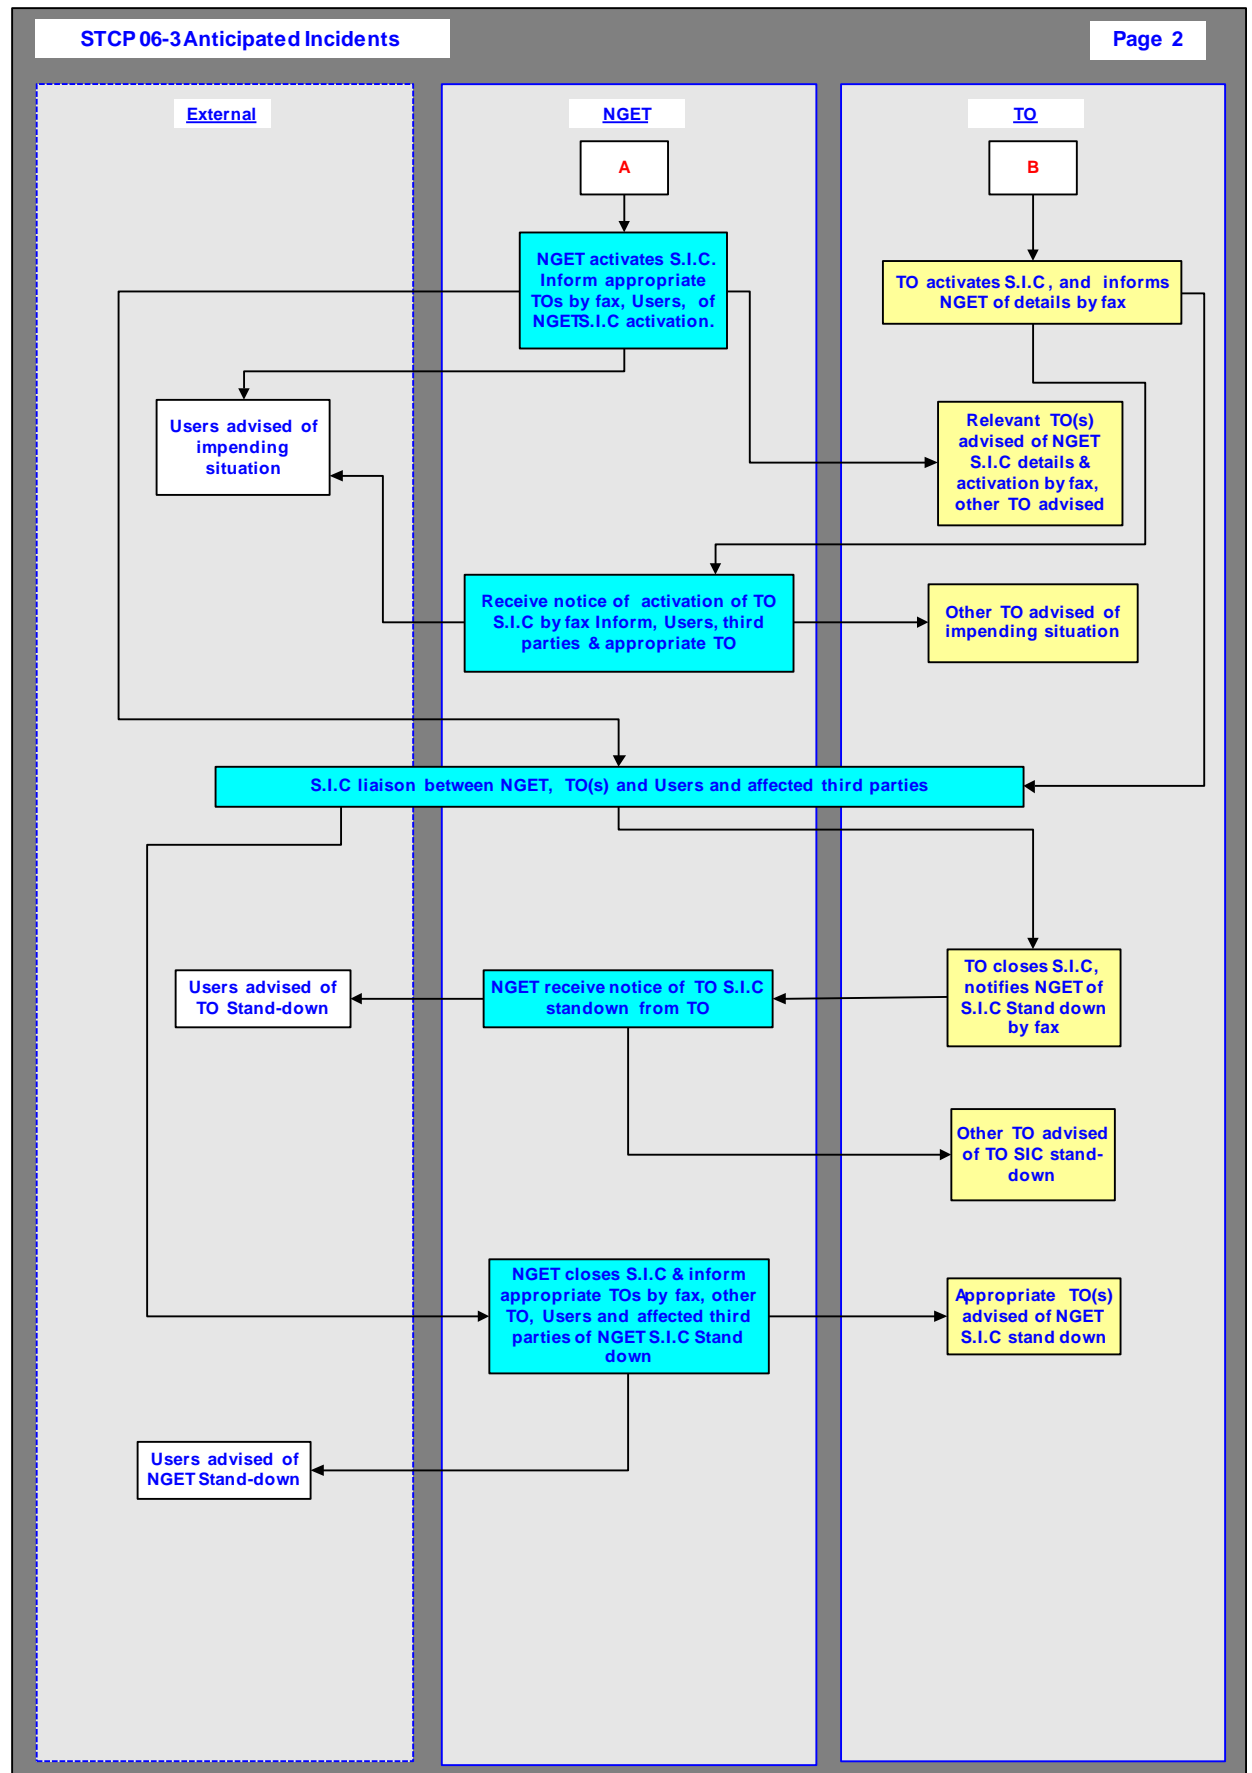 STCP 06-3 Anticipated Incidents
Page 2
External
NGET
TO
A
B
NGET activates S.I.C.
Inform appropriate
TOs by fax, Users, of
NGETS.I.C activation.
TO activates S.I.C, and informs
NGET of details by fax
Users advised of
impending
situation
Relevant TO(s)
advised of NGET
S.I.C details &
activation by fax,
other TO advised
Receive notice of activation of TO
S.I.C by fax Inform, Users, third
parties & appropriate TO
Other TO advised of
impending situation
S.I.C liaison between NGET, TO(s) and Users and affected third parties
Users advised of
TO Stand-down
NGET receive notice of TO S.I.C
standown from TO
TO closes S.I.C,
notifies NGET of
S.I.C Stand down
by fax
Other TO advised
of TO SIC stand-
down
NGET closes S.I.C & inform
appropriate TOs by fax, other
TO, Users and affected third
parties of NGET S.I.C Stand
down
Appropriate TO(s)
advised of NGET
S.I.C stand down
Users advised of
NGET Stand-down